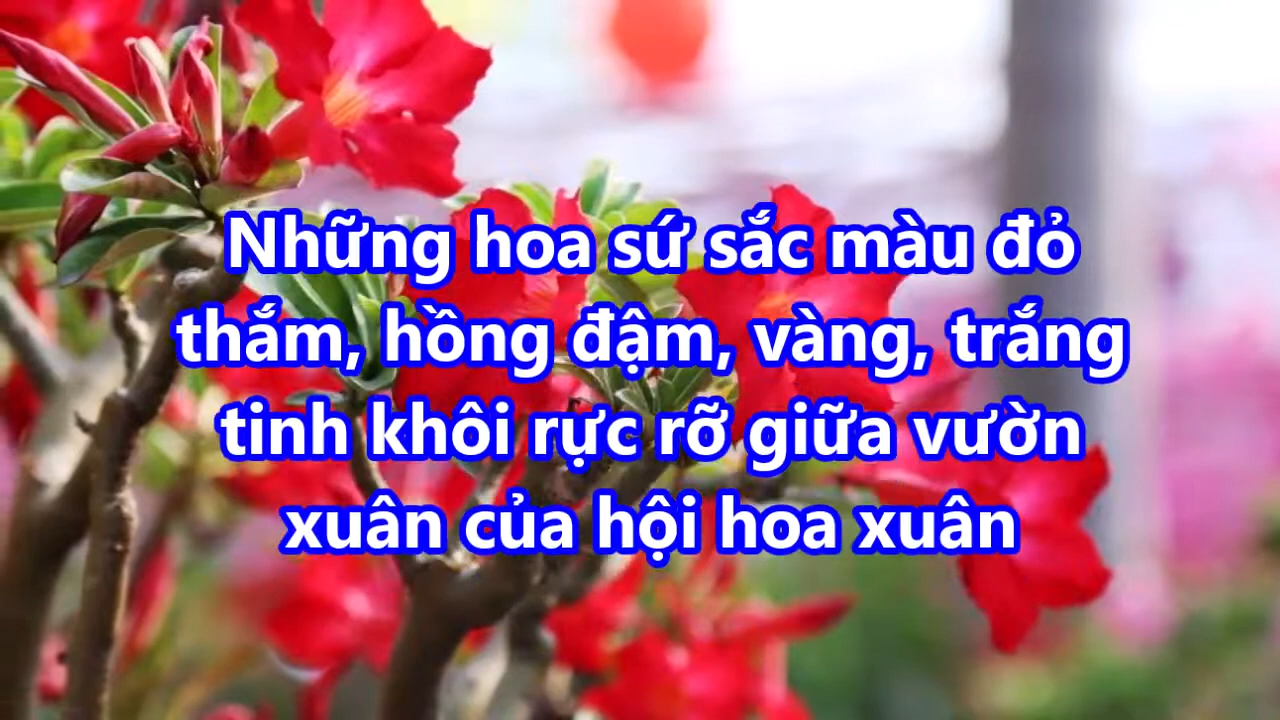 Những hoa sứ sắc màu đỏ
thắm, hồng đậm, vàng, trắng
tinh khôi rực rỡ giữa vườn
xuân của hội hoa xuân